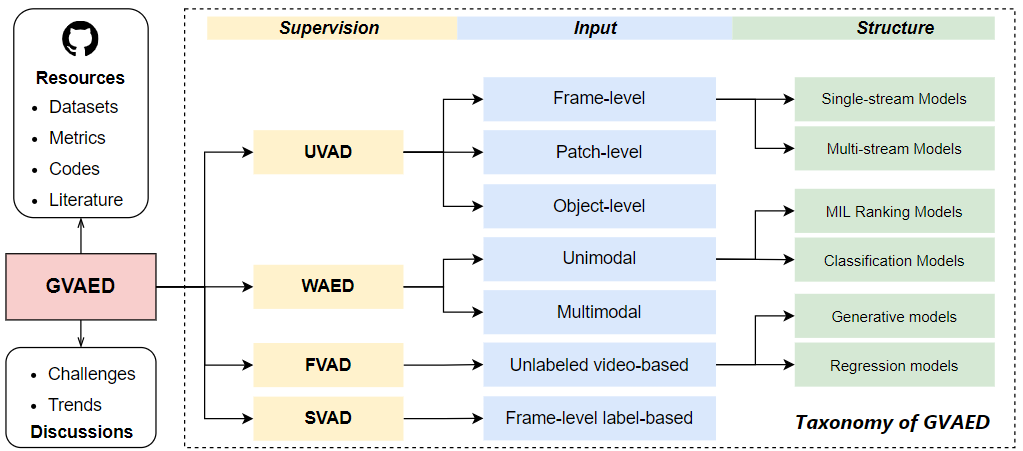 Resources
Datasets
Metrics
Codes
Literature
GVAED
Challenges
Trends
Discussions
Supervision Input Structure
UVAD
WAED
FVAD
SVAD
Frame-level
Patch-level
Object-level
Unimodal
Multimodal
Unlabeled video-based
Frame-level label-based
Single-stream Models
Multi-stream Models
MIL Ranking Models
Classification Models
Generative models
Regression models
Taxonomy of GVAED